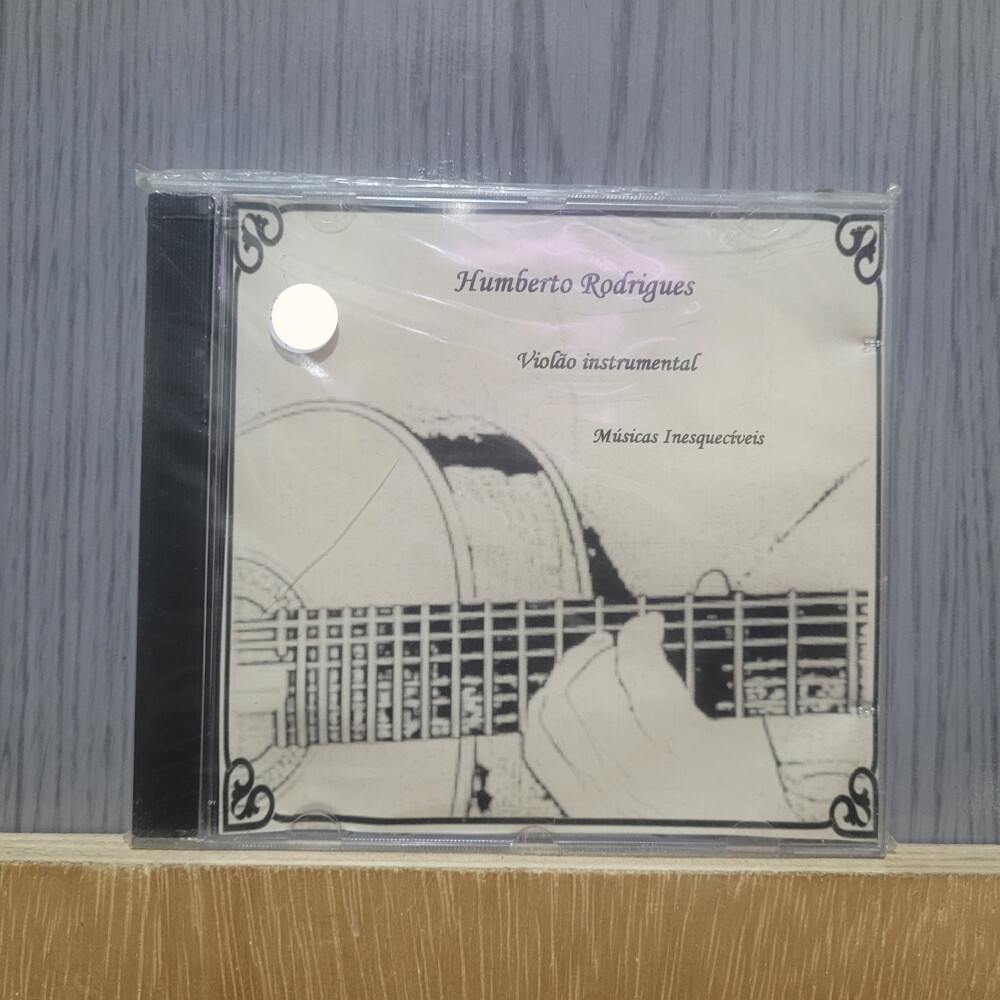 Humberto Rodrigues
Violão instrumental
Músicas Inesquecíveis